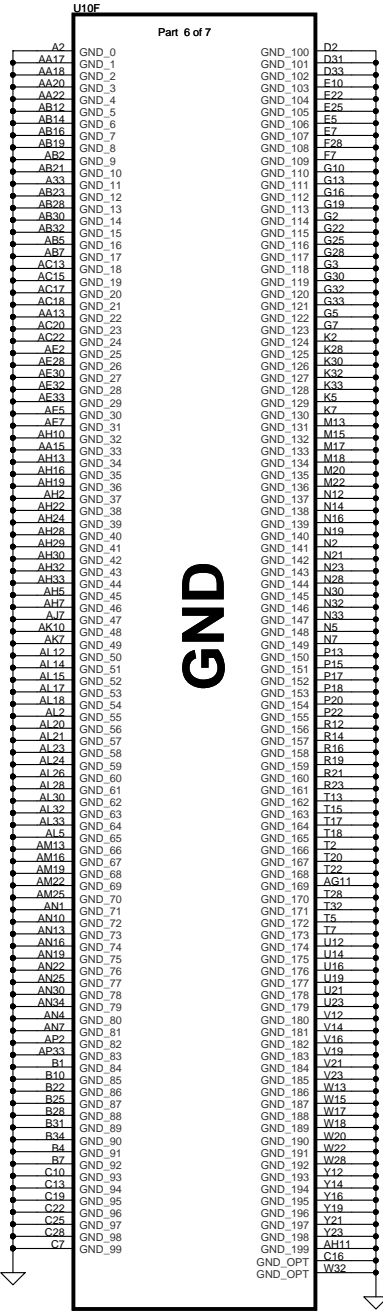 U10F
Part 6 of 7
A2 GND_0 GND_100 D2
AA17 GND_1 GND_101 D31
AA18 GND_2 GND_102 D33
AA20 GND_3 GND_103 E10
AA22 GND_4 GND_104 E22
AB12 GND_5 GND_105 E25
AB14 GND_6 GND_106 E5
AB16 GND_7 GND_107 E7
AB19 GND_8 GND_108 F28
AB2 GND_9 GND_109 F7
AB21 GND_10 GND_110 G10
A33 GND_11 GND_111 G13
AB23 GND_12 GND_112 G16
AB28 GND_13 GND_113 G19
AB30 GND_14 GND_114 G2
AB32 GND_15 GND_115 G22
AB5 GND_16 GND_116 G25
AB7 GND_17 GND_117 G28
AC13 GND_18 GND_118 G3
AC15 GND_19 GND_119 G30
AC17 GND_20 GND_120 G32
AC18 GND_21 GND_121 G33
AA13 GND_22 GND_122 G5
AC20 GND_23 GND_123 G7
AC22 GND_24 GND_124 K2
AE2 GND_25 GND_125 K28
AE28 GND_26 GND_126 K30
AE30 GND_27 GND_127 K32
AE32 GND_28 GND_128 K33
AE33 GND_29 GND_129 K5
AE5 GND_30 GND_130 K7
AE7 GND_31 GND_131 M13
AH10 GND_32 GND_132 M15
AA15 GND_33 GND_133 M17
AH13 GND_34 GND_134 M18
AH16 GND_35 GND_135 M20
AH19 GND_36 GND_136 M22
AH2 GND_37 GND_137 N12
AH22 GND_38 GND_138 N14
AH24 GND_39 GND_139 N16
AH28 GND_40 GND_140 N19
AH29 GND_41 GND_141 N2
AH30 GND_42 GND_142 N21
AH32 GND_43 GND_143 N23
AH33 GND_44 GND_144 N28
AH5 GND_45 GND_145 N30
AH7 GND_46 GND_146 N32
AJ7 GND_47 GND_147 N33
AK10 GND_48 GND_148 N5
AK7 GND_49 GND_149 N7
AL12 GND_50 GND_150 P13
AL14 GND_51 GND_151 P15
AL15 GND_52 GND_152 P17
AL17 GND_53 GND_153 P18
AL18 GND_54 GND_154 P20
AL2 GND_55 GND_155 P22
AL20 GND_56 GND_156 R12
AL21 GND_57 GND_157 R14
AL23 GND_58 GND_158 R16
AL24 GND_59 GND_159 R19
AL26 GND_60 GND_160 R21
AL28 GND_61 GND_161 R23
AL30 GND_62 GND_162 T13
AL32 GND_63 GND_163 T15
AL33 GND_64 GND_164 T17
AL5 GND_65 GND_165 T18
AM13 GND_66 GND_166 T2
AM16 GND_67 GND_167 T20
AM19 GND_68 GND_168 T22
AM22 GND_69 GND_169 AG11
AM25 GND_70 GND_170 T28
AN1 GND_71 GND_171 T32
AN10 GND_72 GND_172 T5
AN13 GND_73 GND_173 T7
AN16 GND_74 GND_174 U12
AN19 GND_75 GND_175 U14
AN22 GND_76 GND_176 U16
AN25 GND_77 GND_177 U19
AN30 GND_78 GND_178 U21
AN34 GND_79 GND_179 U23
AN4 GND_80 GND_180 V12
AN7 GND_81 GND_181 V14
AP2 GND_82 GND_182 V16
AP33 GND_83 GND_183 V19
B1 GND_84 GND_184 V21
B10 GND_85 GND_185 V23
B22 GND_86 GND_186 W13
B25 GND_87 GND_187 W15
B28 GND_88 GND_188 W17
B31 GND_89 GND_189 W18
B34 GND_90 GND_190 W20
B4 GND_91 GND_191 W22
B7 GND_92 GND_192 W28
C10 GND_93 GND_193 Y12
C13 GND_94 GND_194 Y14
C19 GND_95 GND_195 Y16
C22 GND_96 GND_196 Y19
C25 GND_97 GND_197 Y21
C28 GND_98 GND_198 Y23
C7 GND_99 GND_199 AH11
GND_OPT C16
GND_OPT W32
GND